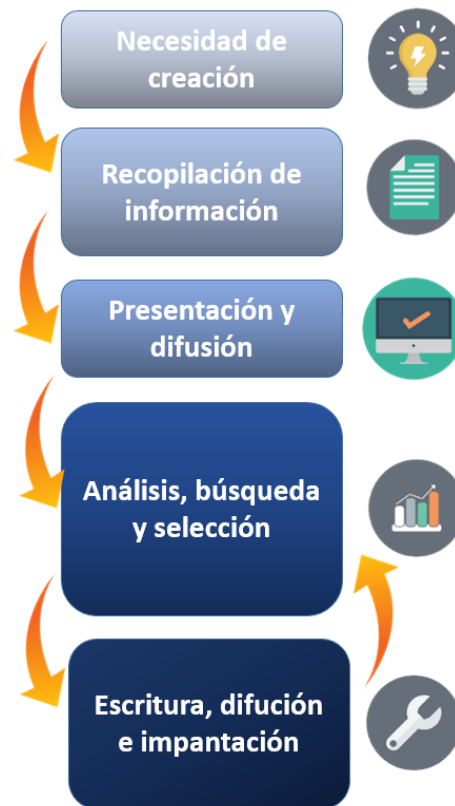 Necesidad de
creación
Recopilación de
información
Presentación y
difusión
Análisis, búsqueda
y selección
Escritura, difución
e impantación